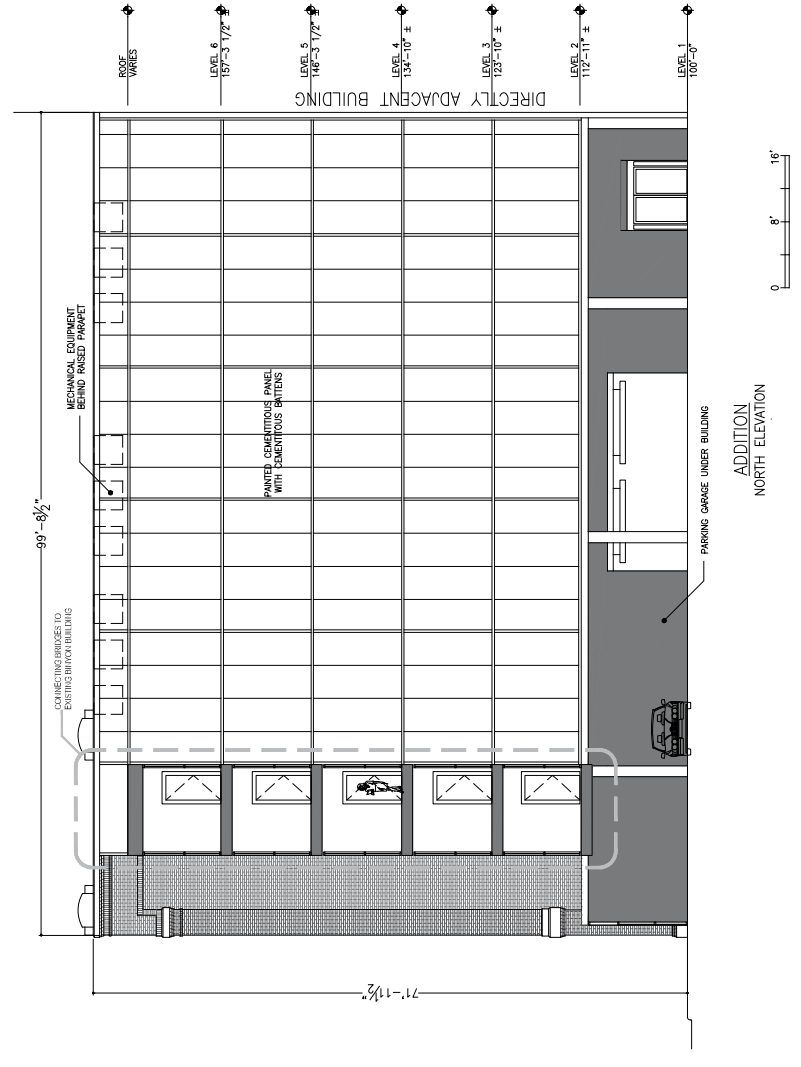 ROOF
VARIES
LEVEL 6
157'-3 1/2" ±
LEVEL 5
146'-3 1/2" ±
LEVEL 4
134'-10" ±
LEVEL 3
123'-10" ±
LEVEL 2
112'-11" ±
LEVEL 1
100'-0"
DIRECTLY ADJACENT BUILDING
99'-8½"
MECHANICAL EQUIPMENT
BEHIND RAISED PARAPET
PAINTED CEMENTITIOUS PANEL
WITH CEMENTITOUS BATTENS
CONNECTING BRIDGES TO
EXISTING BINYON BUILDING
71'-11½"
PARKING GARAGE UNDER BUILDING
ADDITION
NORTH ELEVATION
0 8' 16'